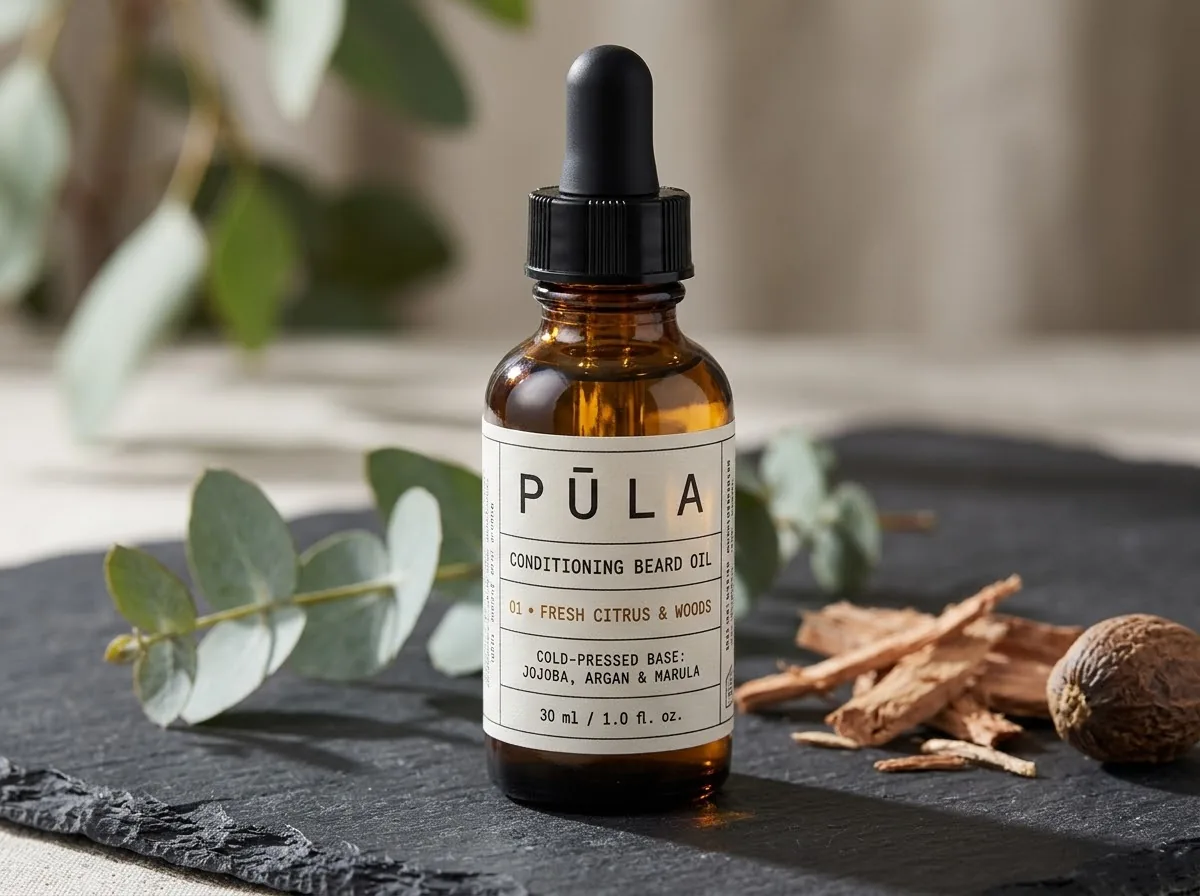 PŪLA
CONDITIONING BEARD OIL
01 • FRESH CITRUS & WOODS
COLD-PRESSED BASE:
JOJOBA, ARGAN & MARULA
30 ml / 1.0 fl. oz.